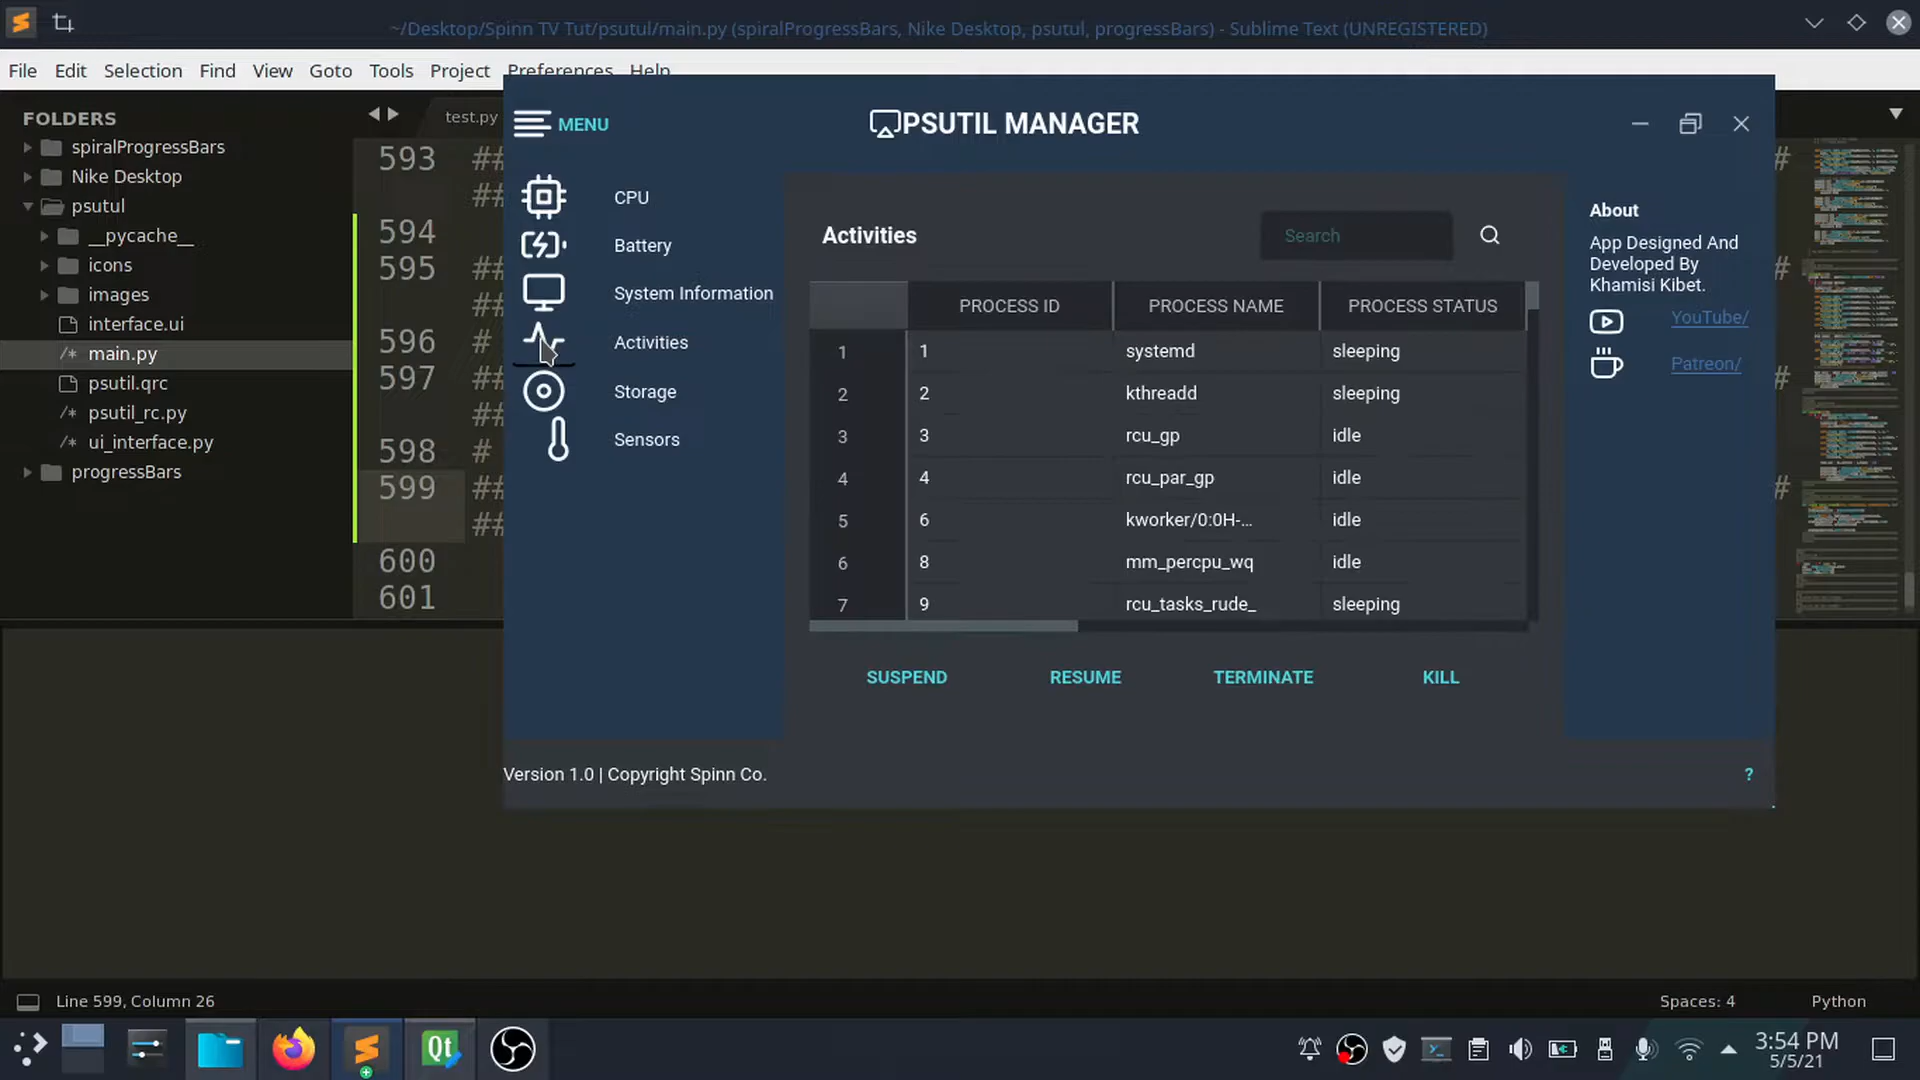 ~/Desktop/Spinn TV Tut/psutul/main.py (spiralProgressBars, Nike Desktop, psutul, progressBars) - Sublime Text (UNREGISTERED)
File Edit Selection Find View Goto Tools Project Preferences Help
FOLDERS
spiralProgressBars
Nike Desktop
psutul
__pycache__
icons
images
interface.ui
/* main.py
psutil.qrc
/* psutil_rc.py
/* ui_interface.py
progressBars
test.py
593 ##
##
594
595 ##
##
596 #
597 ##
##
598 #
599 ##
##
600
601
#
#
#
#
MENU
PSUTIL MANAGER
CPU
Battery
System Information
Activities
Storage
Sensors
Activities
Search
PROCESS ID PROCESS NAME PROCESS STATUS
1 1 systemd sleeping
2 2 kthreadd sleeping
3 3 rcu_gp idle
4 4 rcu_par_gp idle
5 6 kworker/0:0H-... idle
6 8 mm_percpu_wq idle
7 9 rcu_tasks_rude_ sleeping
SUSPEND RESUME TERMINATE KILL
About
App Designed And
Developed By
Khamisi Kibet.
YouTube/
Patreon/
Version 1.0 | Copyright Spinn Co.
?
Line 599, Column 26
Spaces: 4
Python
Qt
3:54 PM
5/5/21